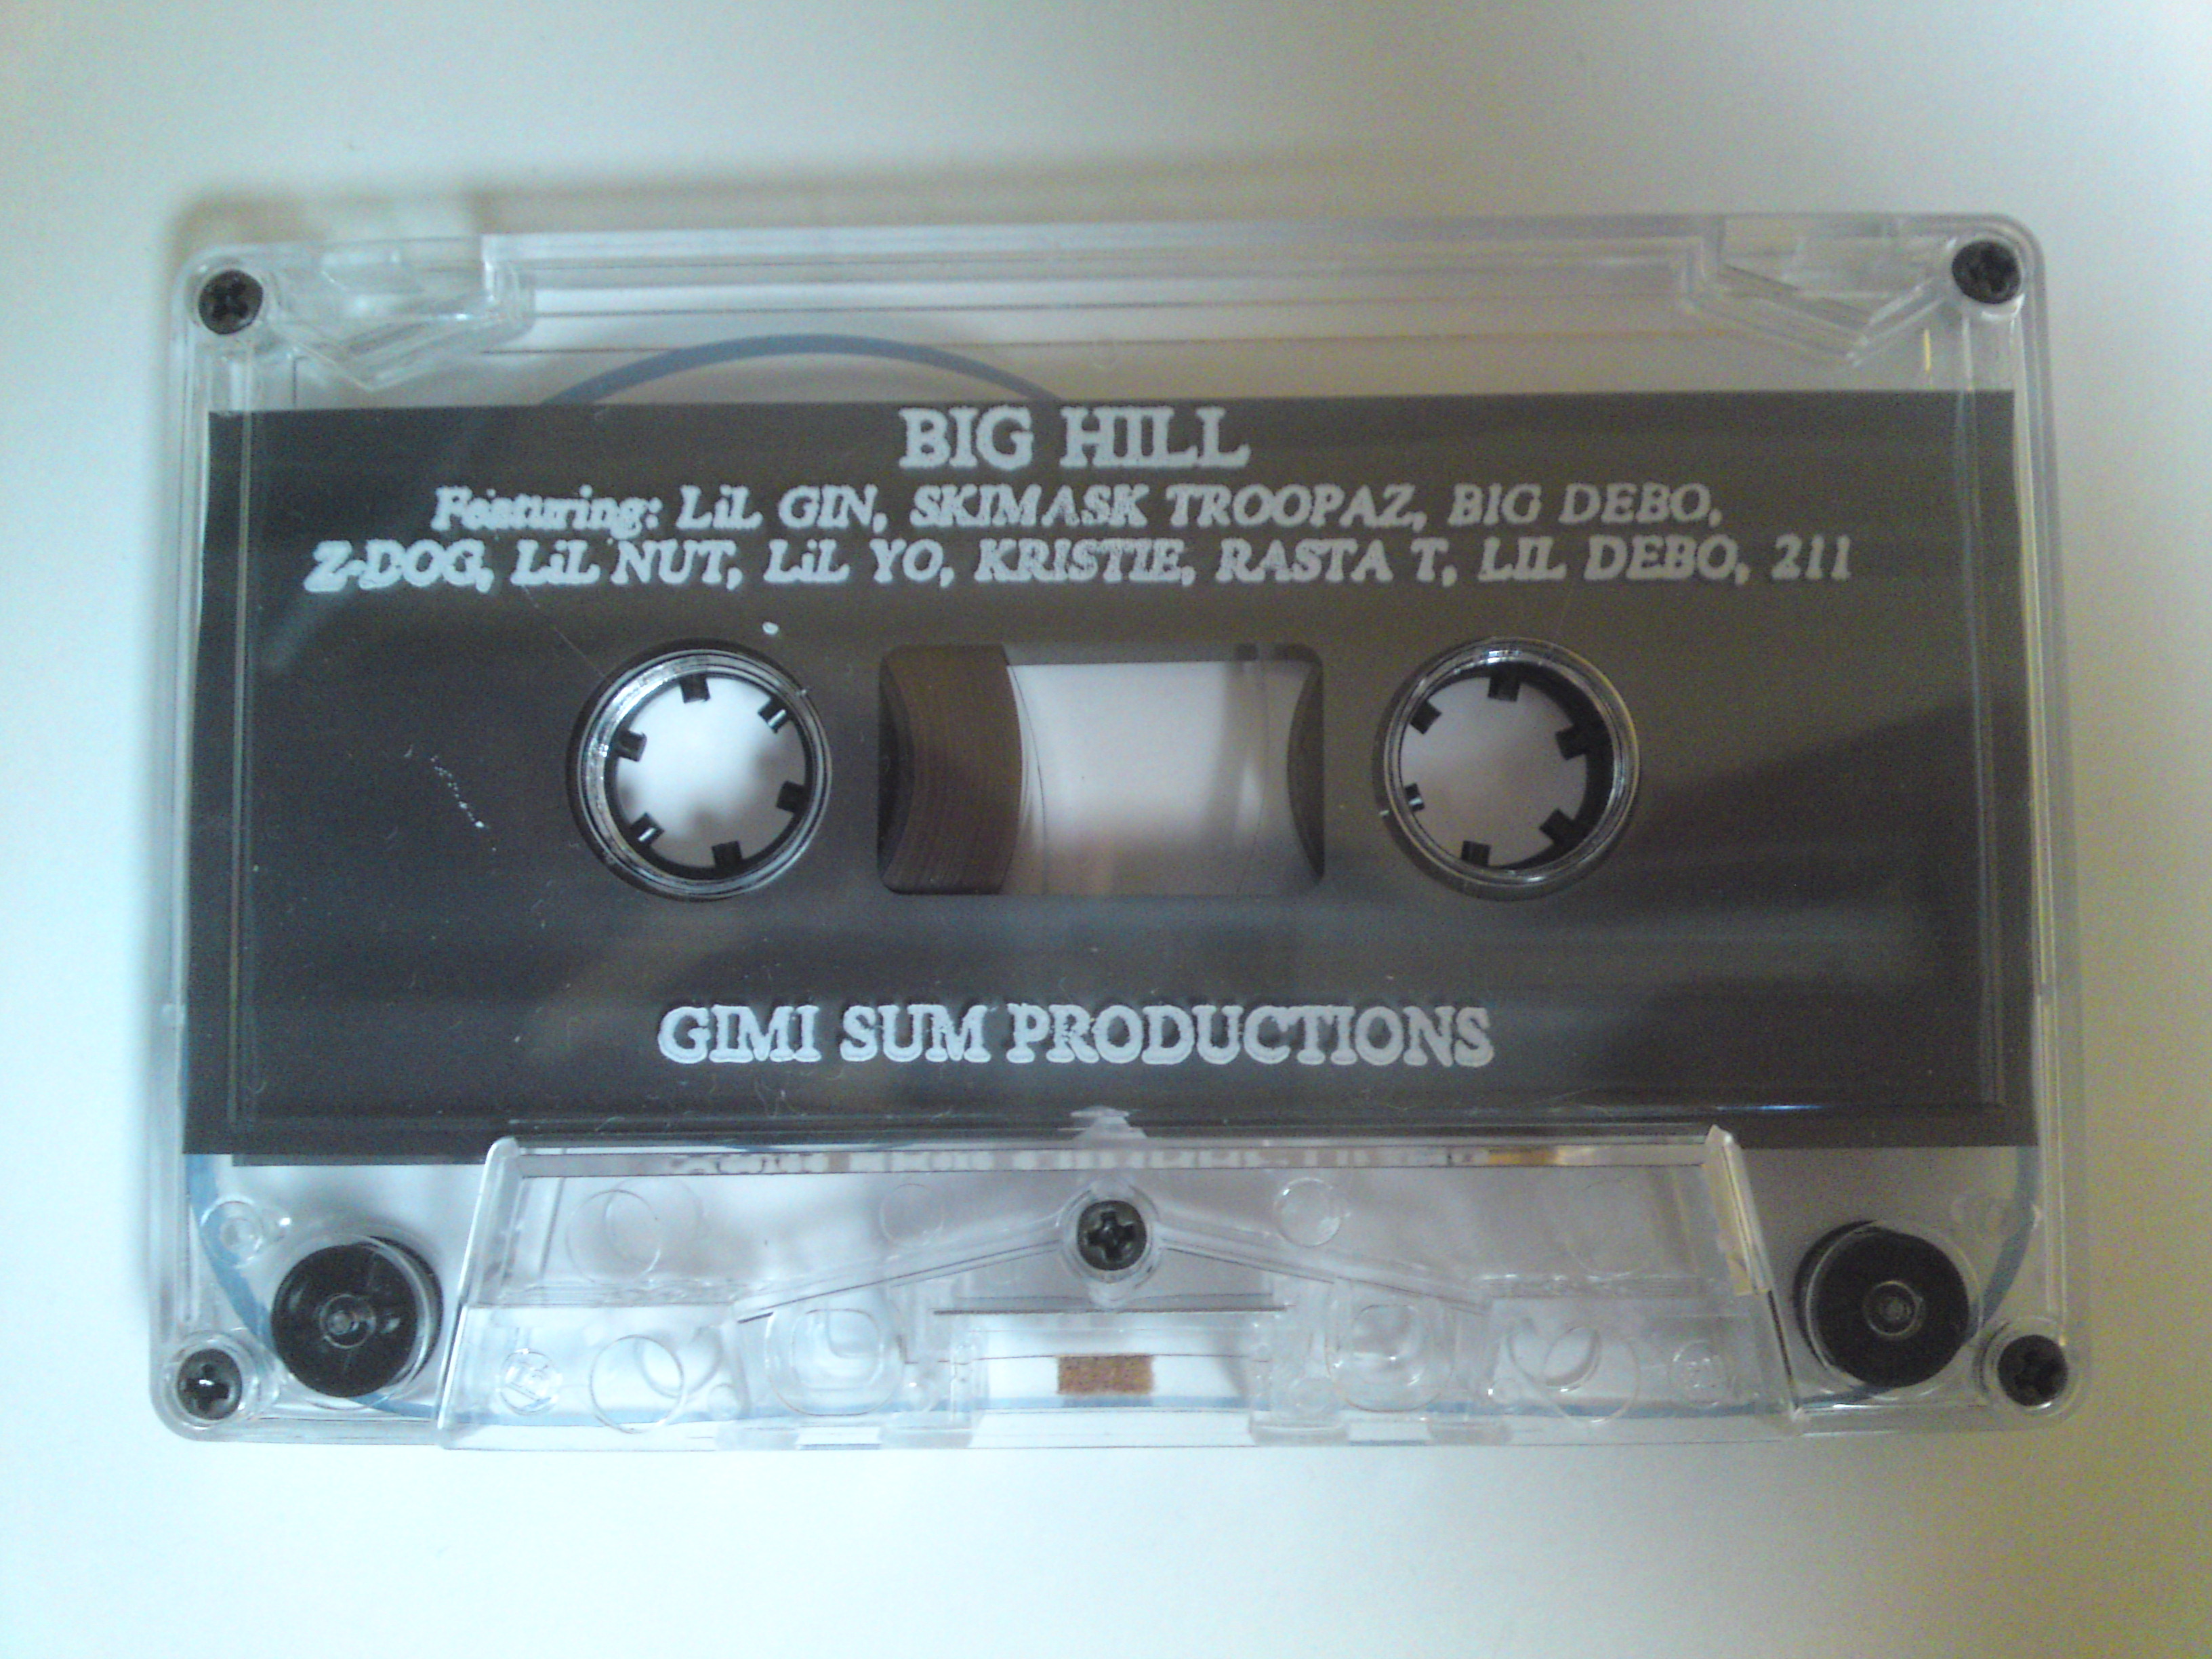 BIG HILL
Featuring: LiL GIN, SKIMASK TROOPAZ, BIG DEBO,
Z-DOG, LiL NUT, LiL YO, KRISTIE, RASTA T, LIL DEBO, 211
GIMI SUM PRODUCTIONS